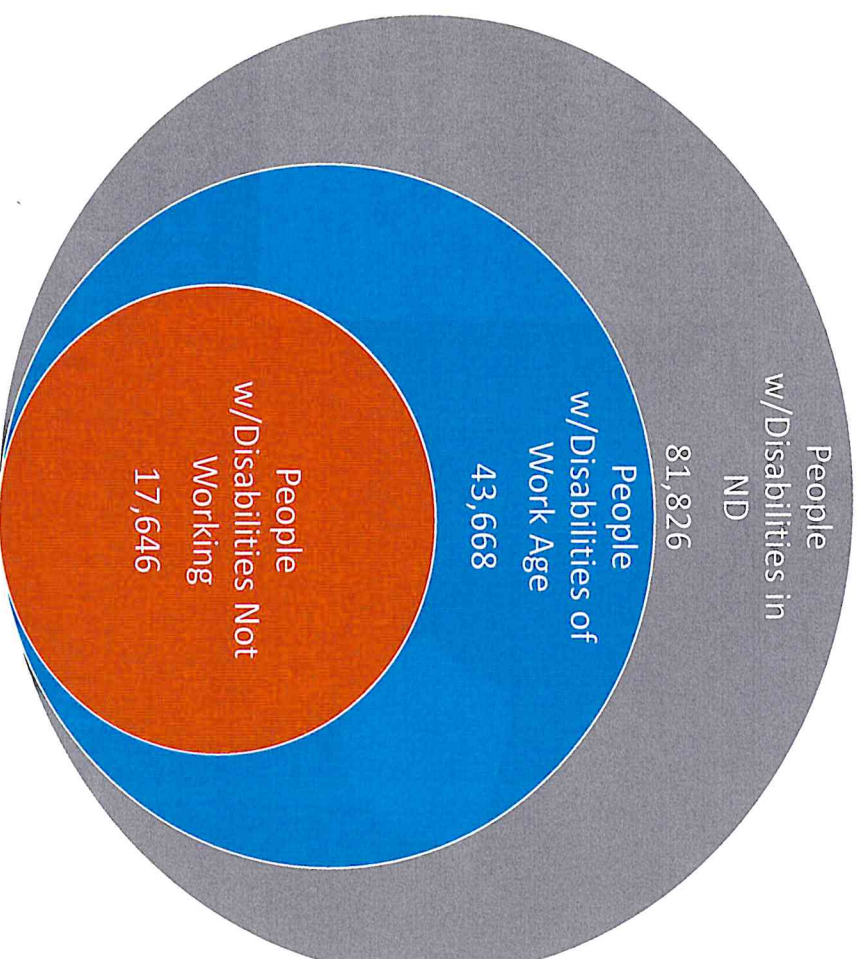 People
w/Disabilities in
ND
81,826
People
w/Disabilities of
Work Age
43,668
People
w/Disabilities Not
Working
17,646